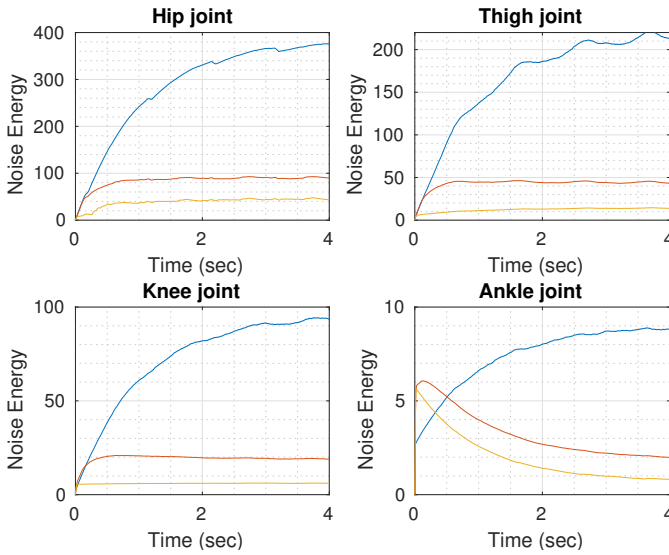 Hip joint
400
300
200
100
0
Noise Energy
0 2 4
Time (sec)
Thigh joint
200
150
100
50
0
Noise Energy
0 2 4
Time (sec)
Knee joint
100
50
0
Noise Energy
0 2 4
Time (sec)
Ankle joint
10
5
0
Noise Energy
0 2 4
Time (sec)